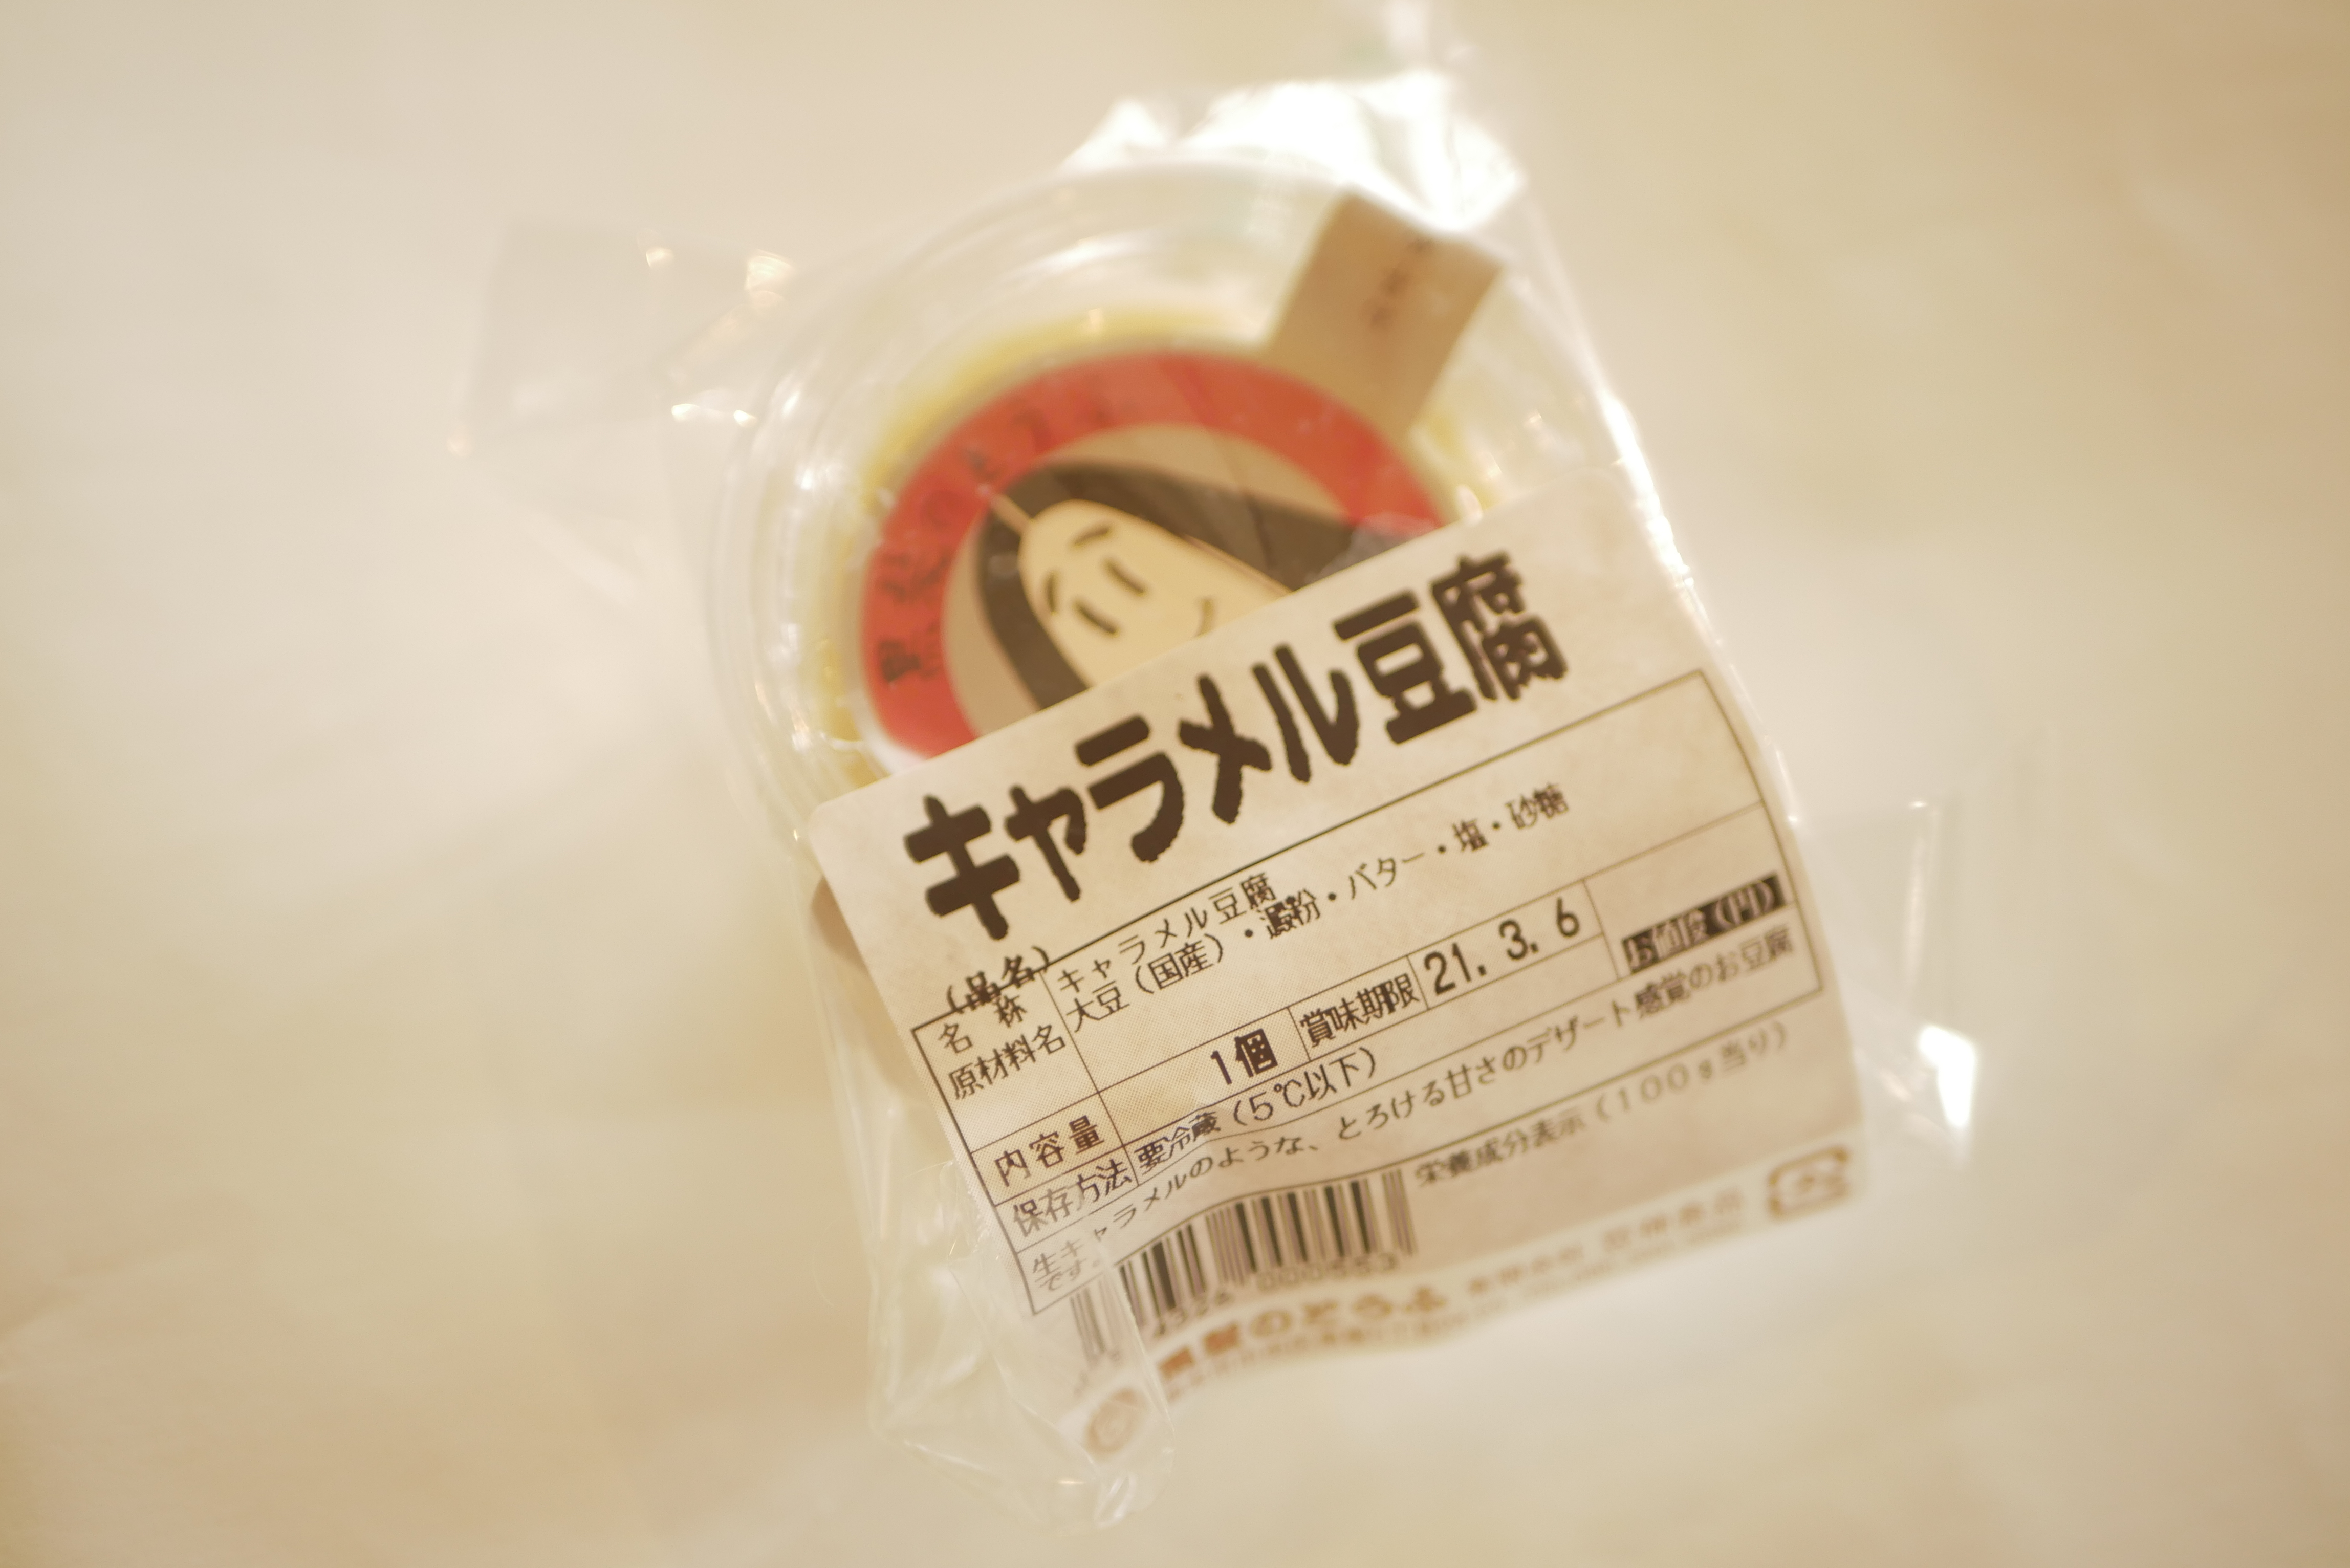 キャラメル豆腐
(品名)
名 称 キャラメル豆腐
原材料名 大豆(国産)・澱粉・バター・塩・砂糖
内容量 1個 賞味期限 21. 3. 6 お値段(円)
保存方法 要冷蔵(5℃以下)
生キャラメルのような、とろける甘さのデザート感覚のお豆腐
です。
栄養成分表示(100g当り)